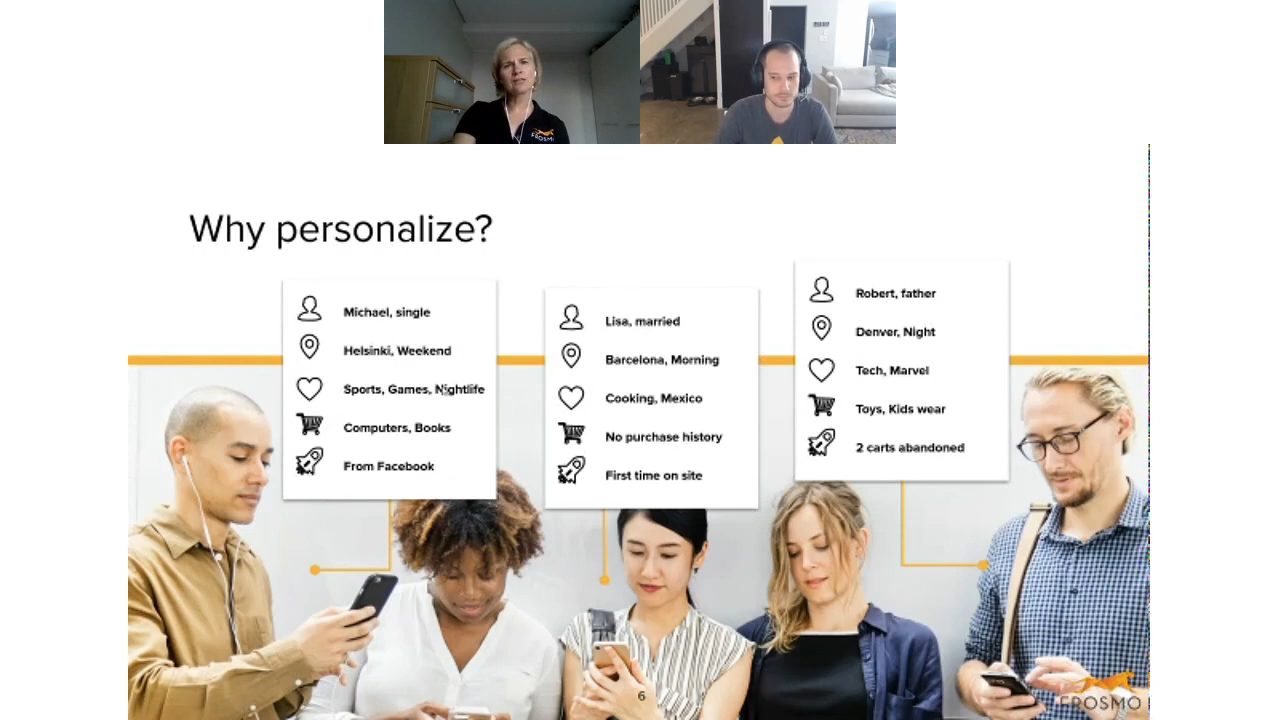 FROSMO
Why personalize?
Michael, single
Helsinki, Weekend
Sports, Games, Nightlife
Computers, Books
From Facebook
Lisa, married
Barcelona, Morning
Cooking, Mexico
No purchase history
First time on site
Robert, father
Denver, Night
Tech, Marvel
Toys, Kids wear
2 carts abandoned
6
FROSMO